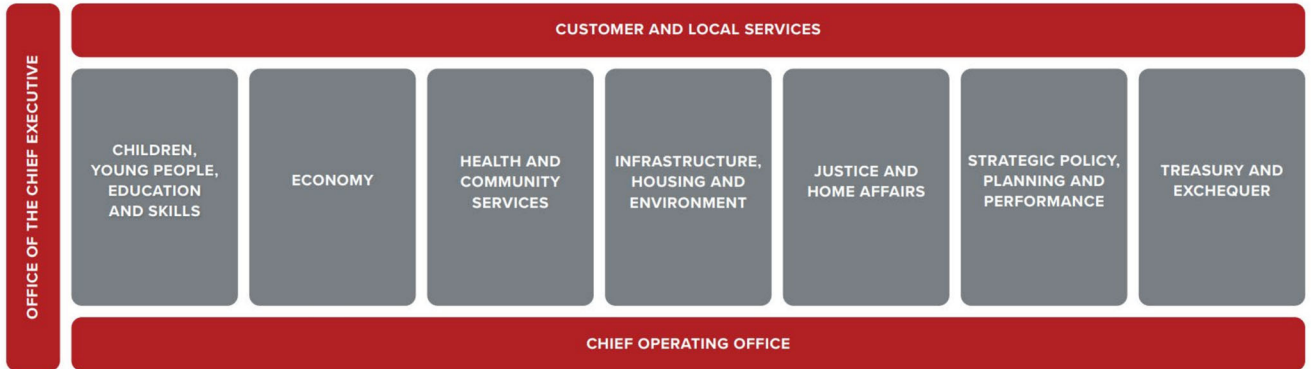 OFFICE OF THE CHIEF EXECUTIVE
CUSTOMER AND LOCAL SERVICES
CHILDREN,
YOUNG PEOPLE,
EDUCATION
AND SKILLS
ECONOMY
HEALTH AND
COMMUNITY
SERVICES
INFRASTRUCTURE,
HOUSING AND
ENVIRONMENT
JUSTICE AND
HOME AFFAIRS
STRATEGIC POLICY,
PLANNING AND
PERFORMANCE
TREASURY AND
EXCHEQUER
CHIEF OPERATING OFFICE